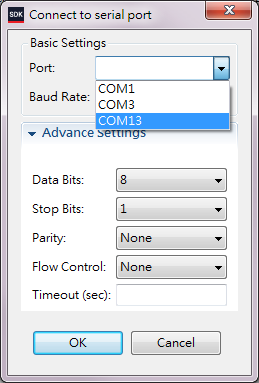 SDK Connect to serial port
Basic Settings
Port:
COM1
COM3
COM13
Baud Rate:
Advance Settings
Data Bits: 8
Stop Bits: 1
Parity: None
Flow Control: None
Timeout (sec):
OK Cancel